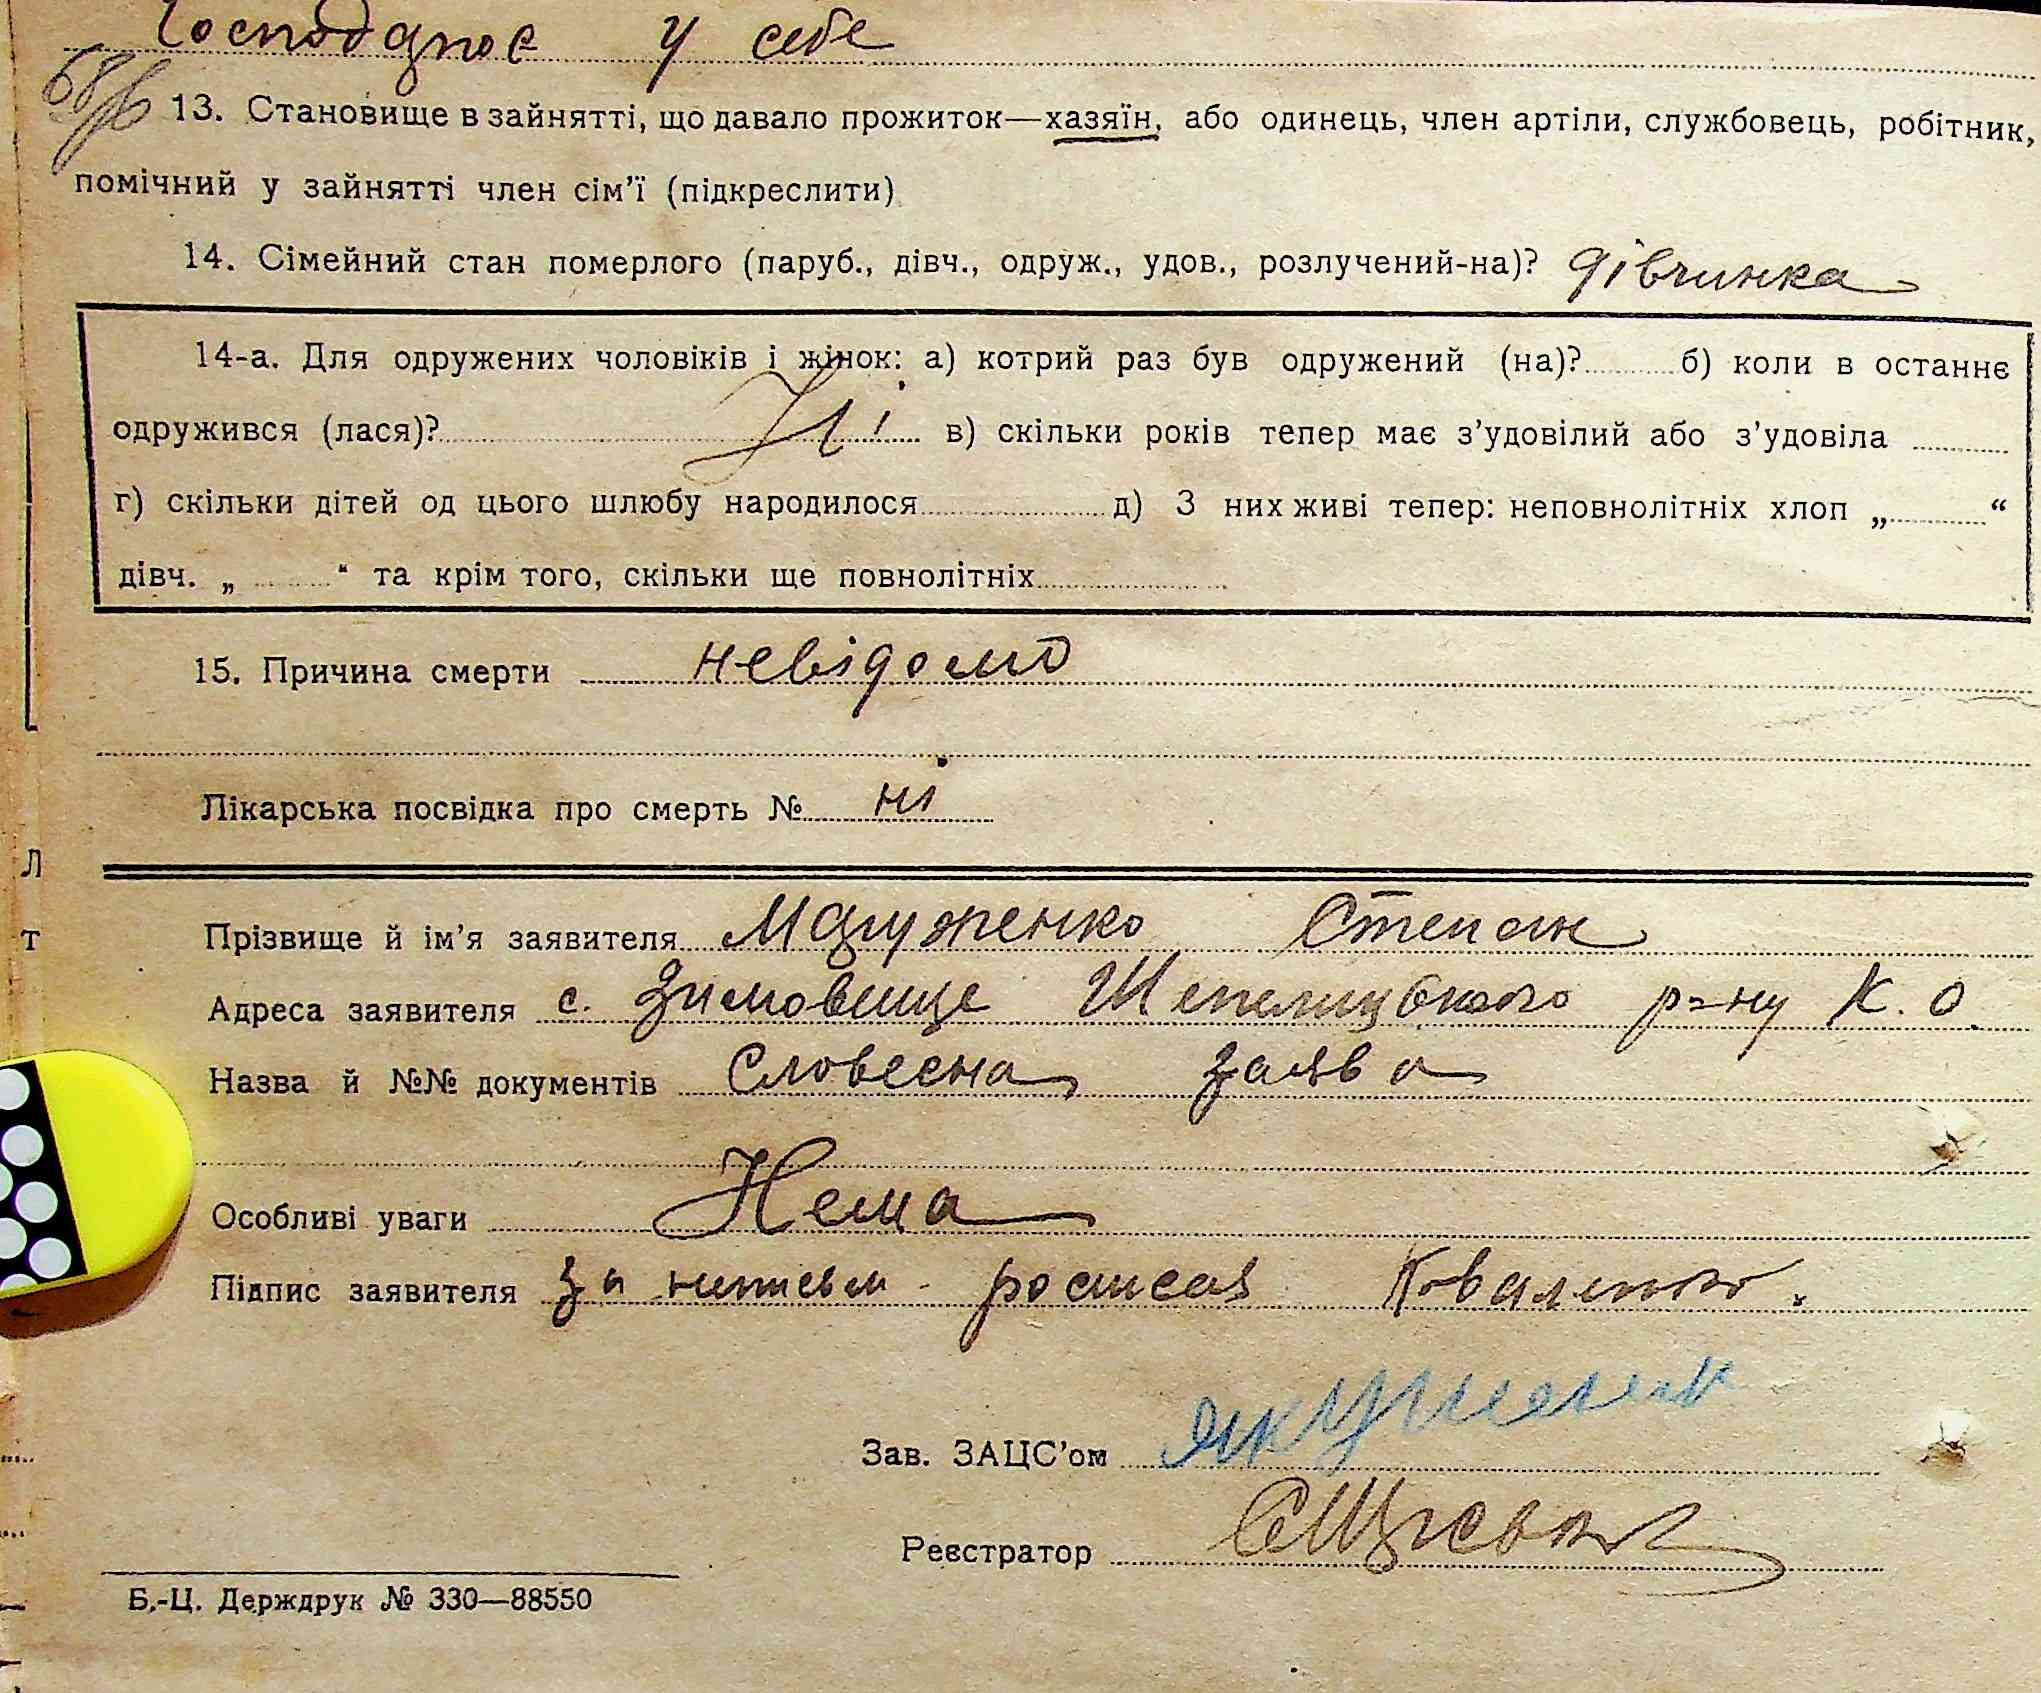 Господарює у себе
13. Становище в зайнятті, що давало прожиток—хазяїн, або одинець, член артіли, службовець, робітник,
помічний у зайнятті член сім’ї (підкреслити)
14. Сімейний стан померлого (паруб., дівч., одруж., удов., розлучений-на)? дівчинка
14-а. Для одружених чоловіків і жінок: а) котрий раз був одружений (на)? б) коли в останнє
одружився (лася)? Ні в) скільки років тепер має з’удовілий або з’удовіла
г) скільки дітей од цього шлюбу народилося д) З них живі тепер: неповнолітніх хлоп „ “
дівч. „ “ та крім того, скільки ще повнолітніх
15. Причина смерти невідомо
Лікарська посвідка про смерть № ні
Л
Т
Прізвище й ім’я заявителя Степан
Адреса заявителя с. Зимовище Шепелицького р-ну К. О.
Назва й №№ документів Словесна заява
Особливі уваги Нема
Підпис заявителя за Коваленко.
Зав. ЗАЦС’ом
Реєстратор
Б.-Ц. Держдрук № 330—88550